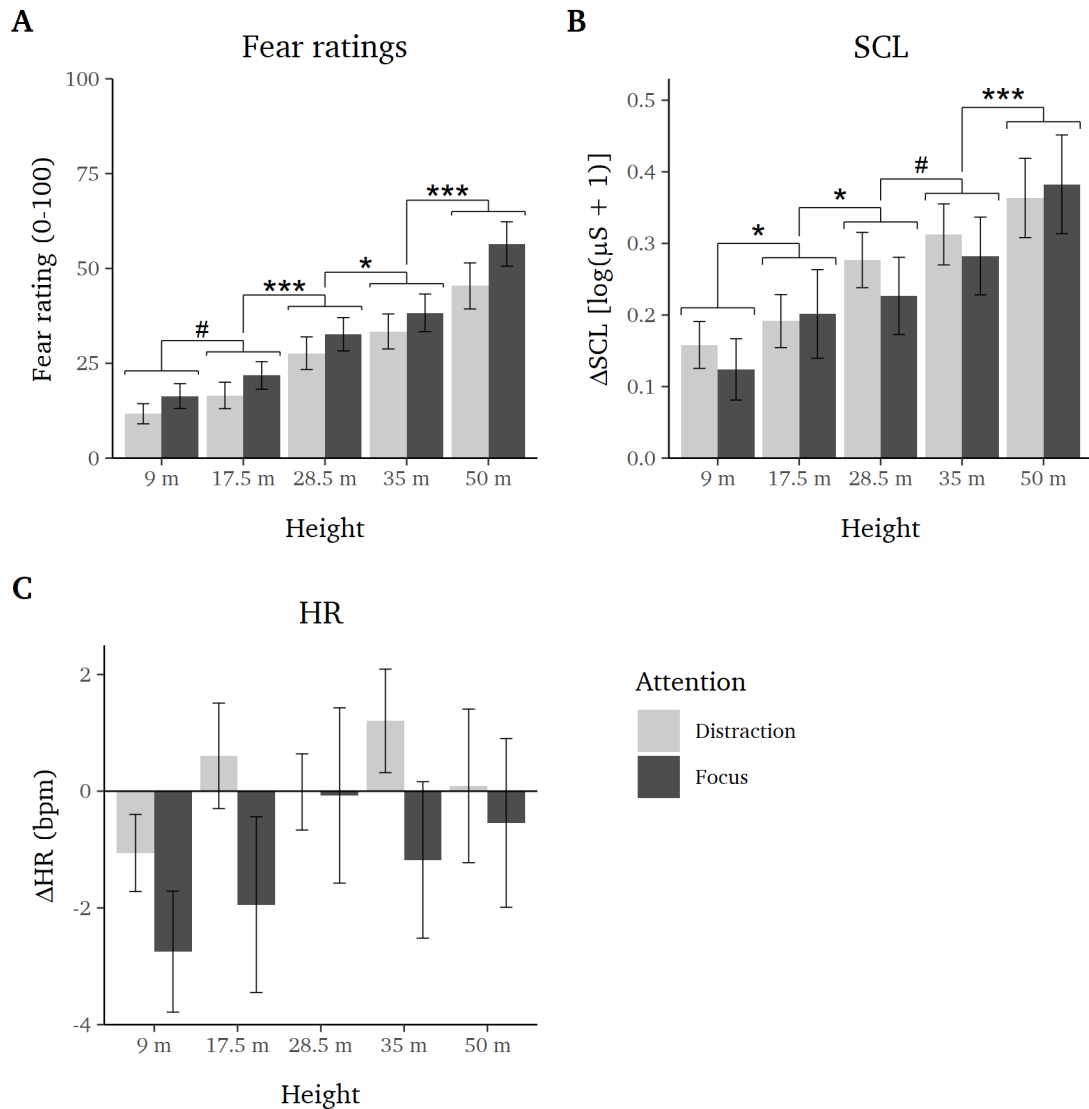 A
Fear ratings
Fear rating (0-100)
100
75
50
25
0
#
***
*
***
9 m 17.5 m 28.5 m 35 m 50 m
Height
B
SCL
ΔSCL [log(μS + 1)]
0.5
0.4
0.3
0.2
0.1
0.0
*
*
#
***
9 m 17.5 m 28.5 m 35 m 50 m
Height
C
HR
ΔHR (bpm)
2
0
-2
-4
9 m 17.5 m 28.5 m 35 m 50 m
Height
Attention
Distraction
Focus